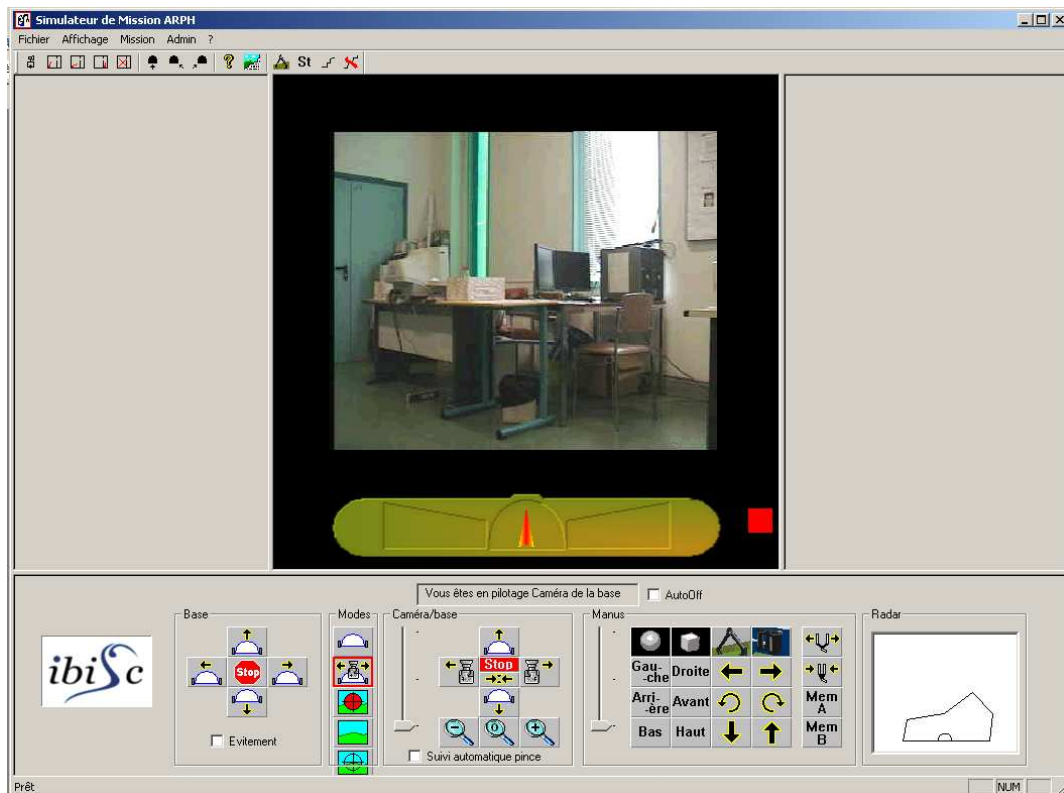 Simulateur de Mission ARPH
Fichier Affichage Mission Admin ?
St
Vous êtes en pilotage Caméra de la base
AutoOff
Base
Modes
Caméra/base
Manus
Radar
ibiSc
Stop
Stop
Gau- Droite
-che
Arri- Avant
-ère
Bas Haut
Mem
A
Mem
B
Evitement
Suivi automatique pince
Prêt
NUM